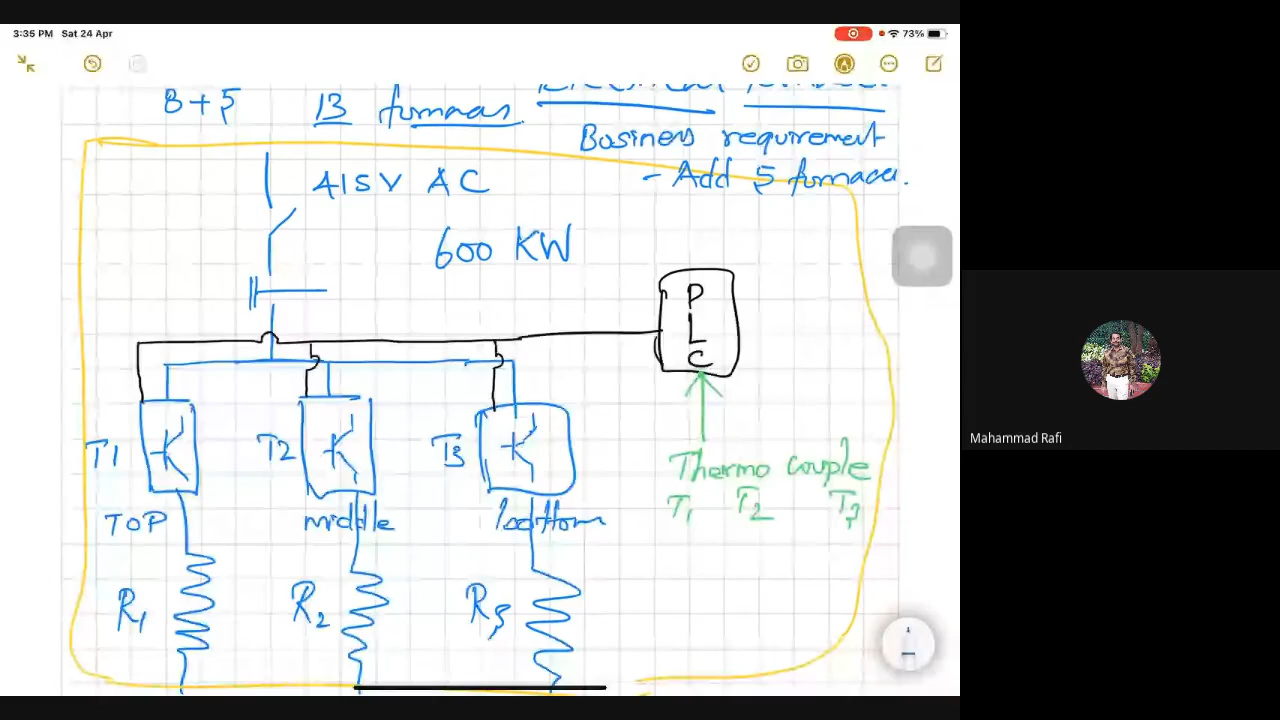 3:35 PM Sat 24 Apr
73%
8+5 13 furnaces
Business requirement
- Add 5 furnaces.
415V AC
600 KW
P
L
C
T1 T2 T3
Thermo couple
T1 T2 T3
TOP middle bottom
R1 R2 R3
Mahammad Rafi